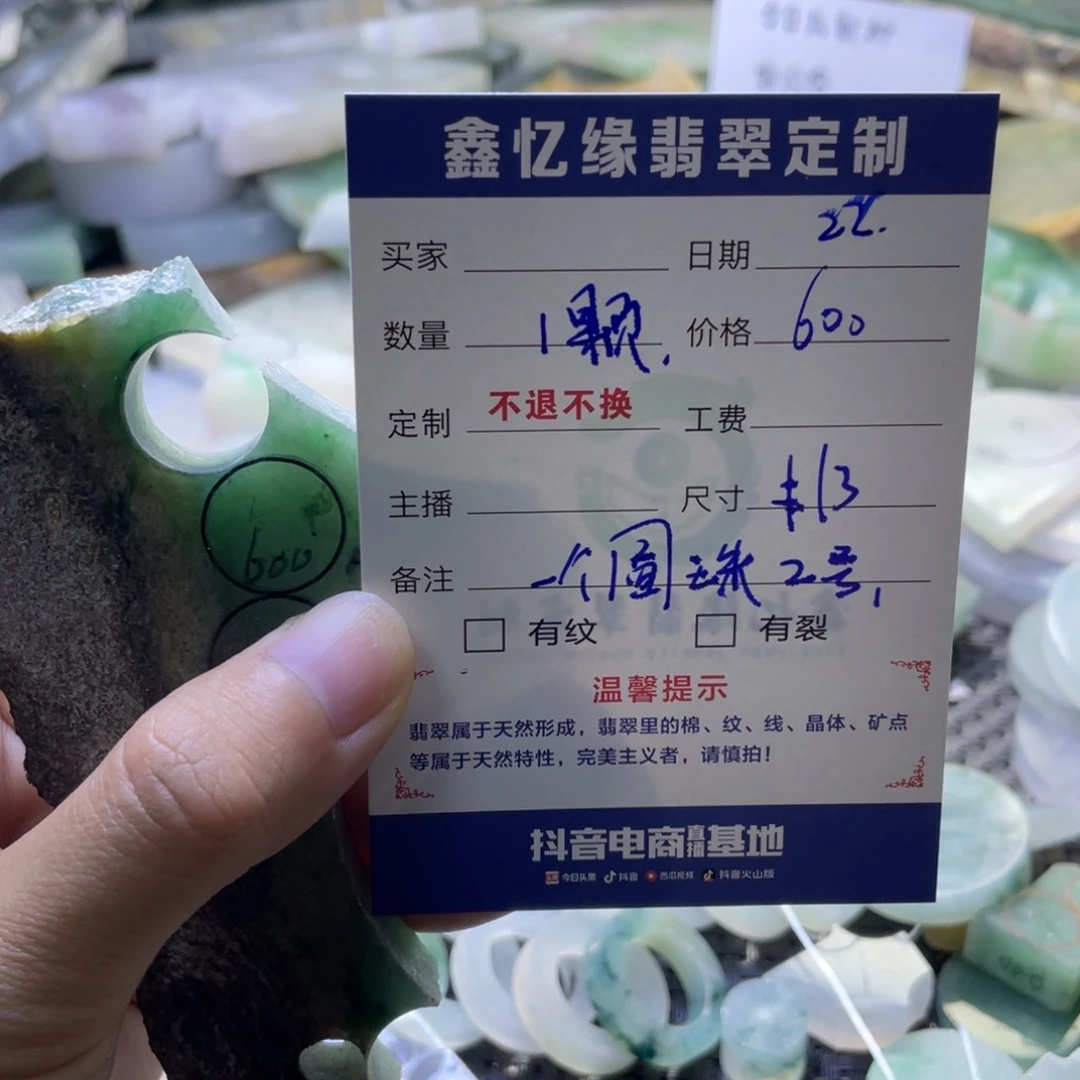 鑫忆缘翡翠定制
买家 日期 22.
数量 1颗. 价格 600
定制 不退不换 工费
主播 尺寸 #13
备注 一个圆珠2号,
有纹 有裂
温馨提示
翡翠属于天然形成，翡翠里的棉、纹、线、晶体、矿点
等属于天然特性，完美主义者，请慎拍！
抖音电商直播基地
今日头条 抖音 西瓜视频 抖音火山版
600